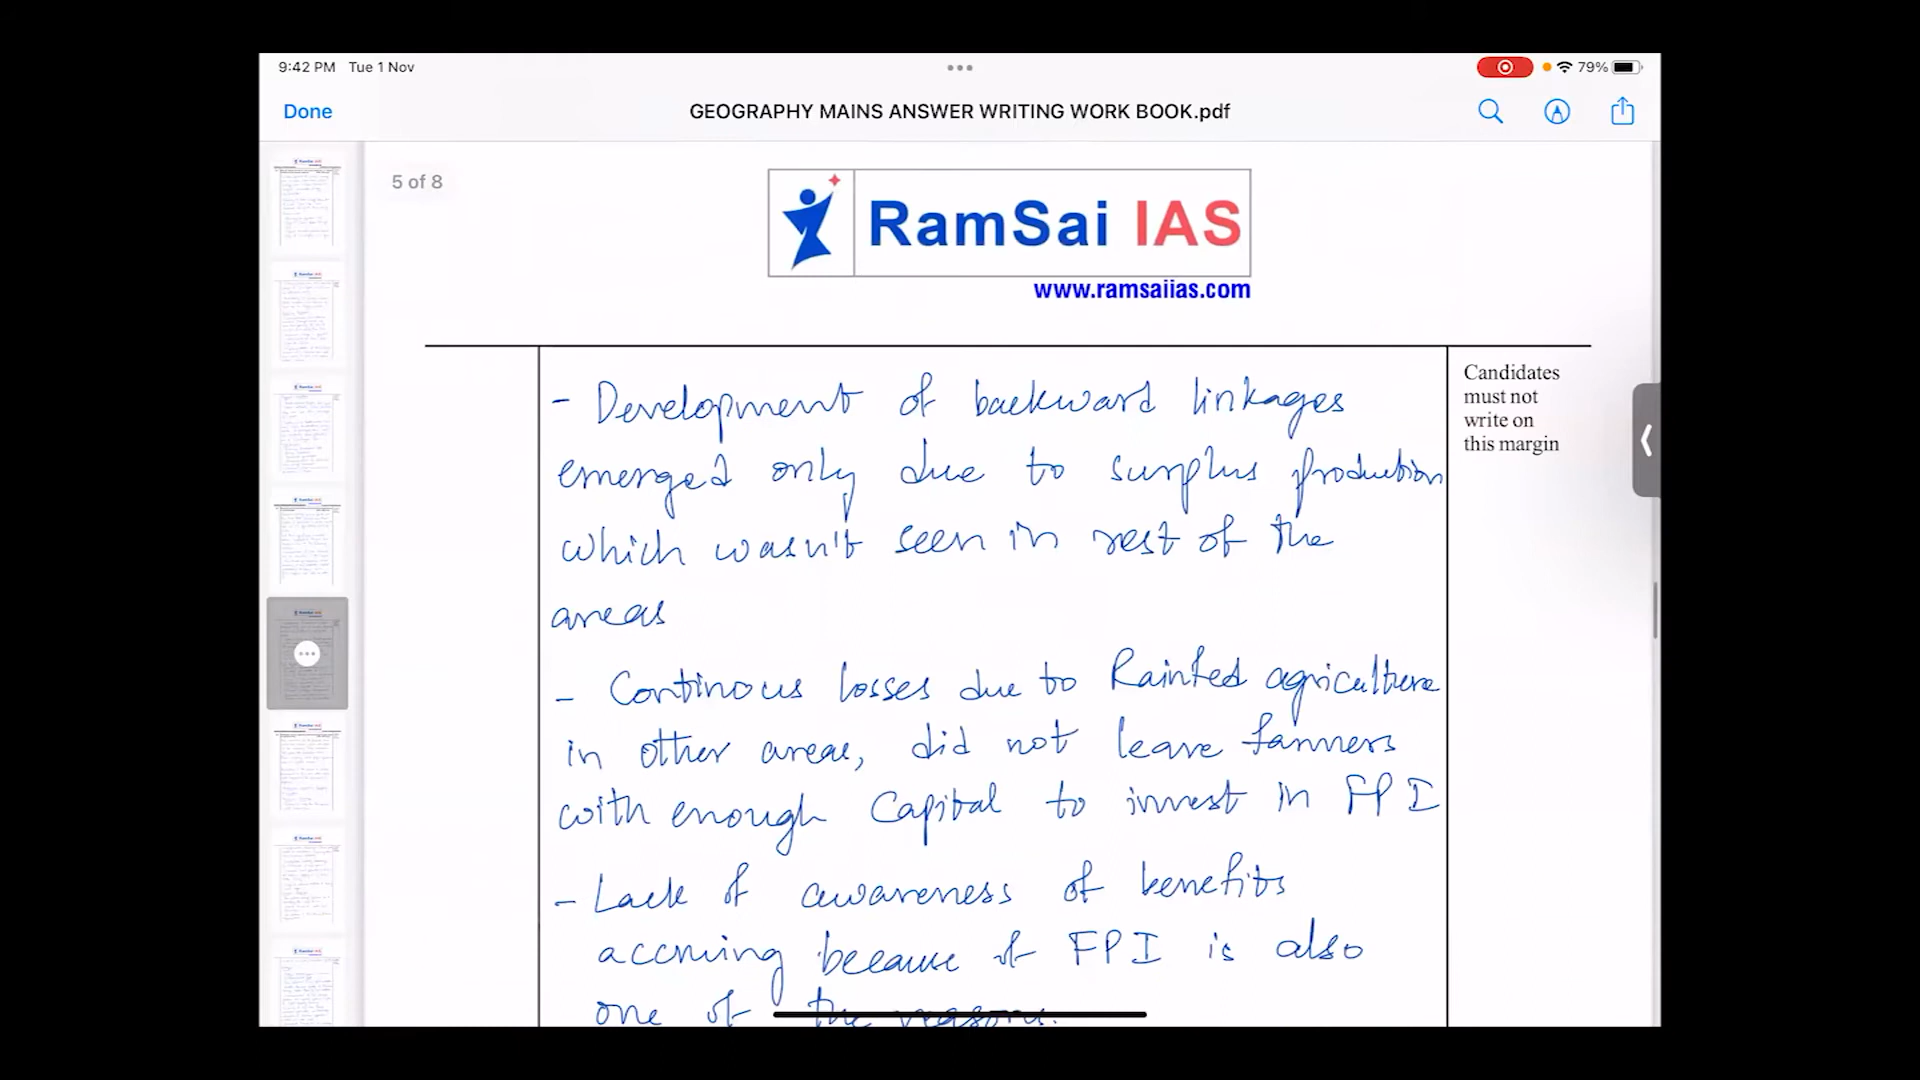 9:42 PM Tue 1 Nov
79%
Done
GEOGRAPHY MAINS ANSWER WRITING WORK BOOK.pdf
5 of 8
RamSai IAS
www.ramsaiias.com
Candidates
must not
write on
this margin
- Development of backward linkages
emerged only due to surplus production
which wasn't seen in rest of the
areas
- Continous losses due to Rainfed agriculture
in other areas, did not leave farmers
with enough Capital to invest in FPI
- Lack of awareness of benefits
accruing because of FPI is also
one of the reasons.